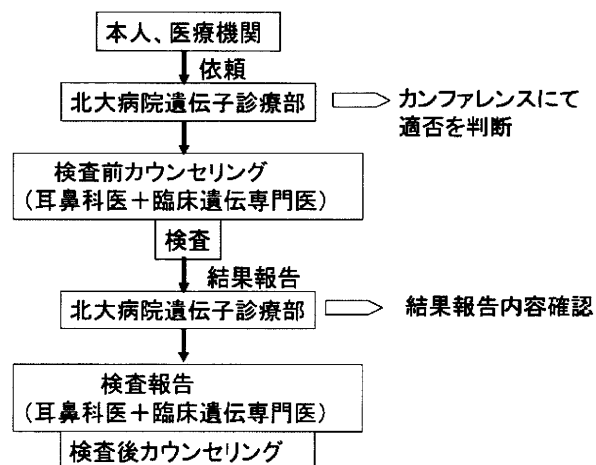 本人、医療機関
依頼
北大病院遺伝子診療部
カンファレンスにて
適否を判断
検査前カウンセリング
（耳鼻科医＋臨床遺伝専門医）
検査
結果報告
北大病院遺伝子診療部
結果報告内容確認
検査報告
（耳鼻科医＋臨床遺伝専門医）
検査後カウンセリング